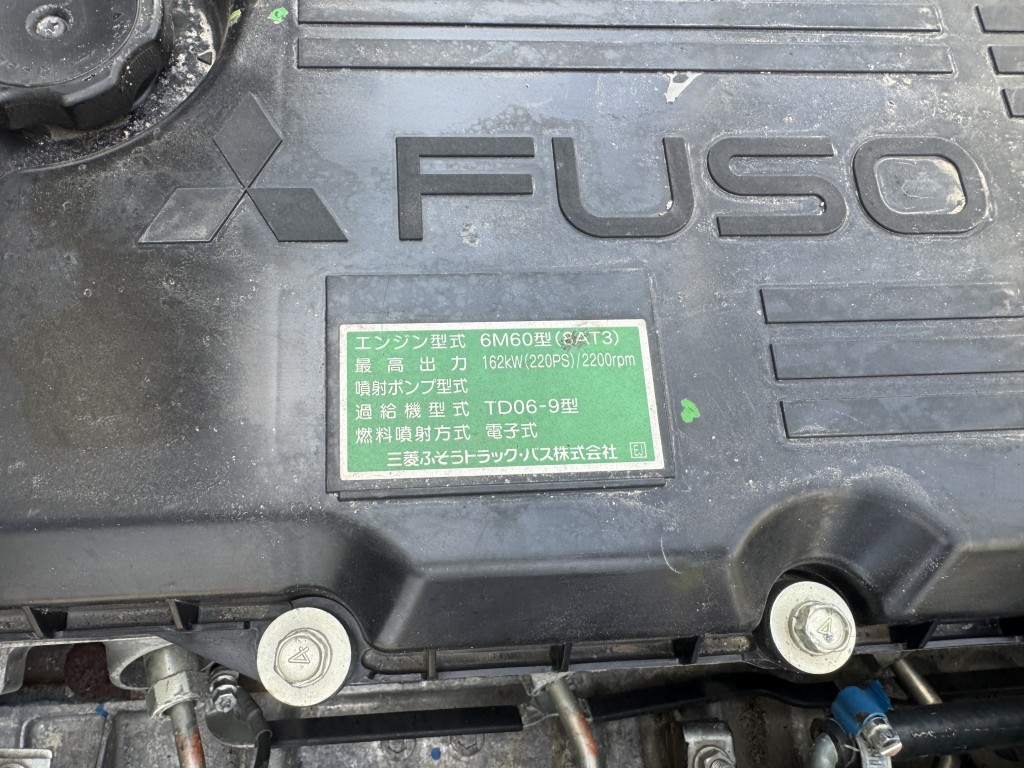 FUSO
エンジン型式 6M60型(8AT3)
最高出力 162kW(220PS)/2200rpm
噴射ポンプ型式
過給機型式 TD06-9型
燃料噴射方式 電子式
三菱ふそうトラック・バス株式会社 EJ
4
4